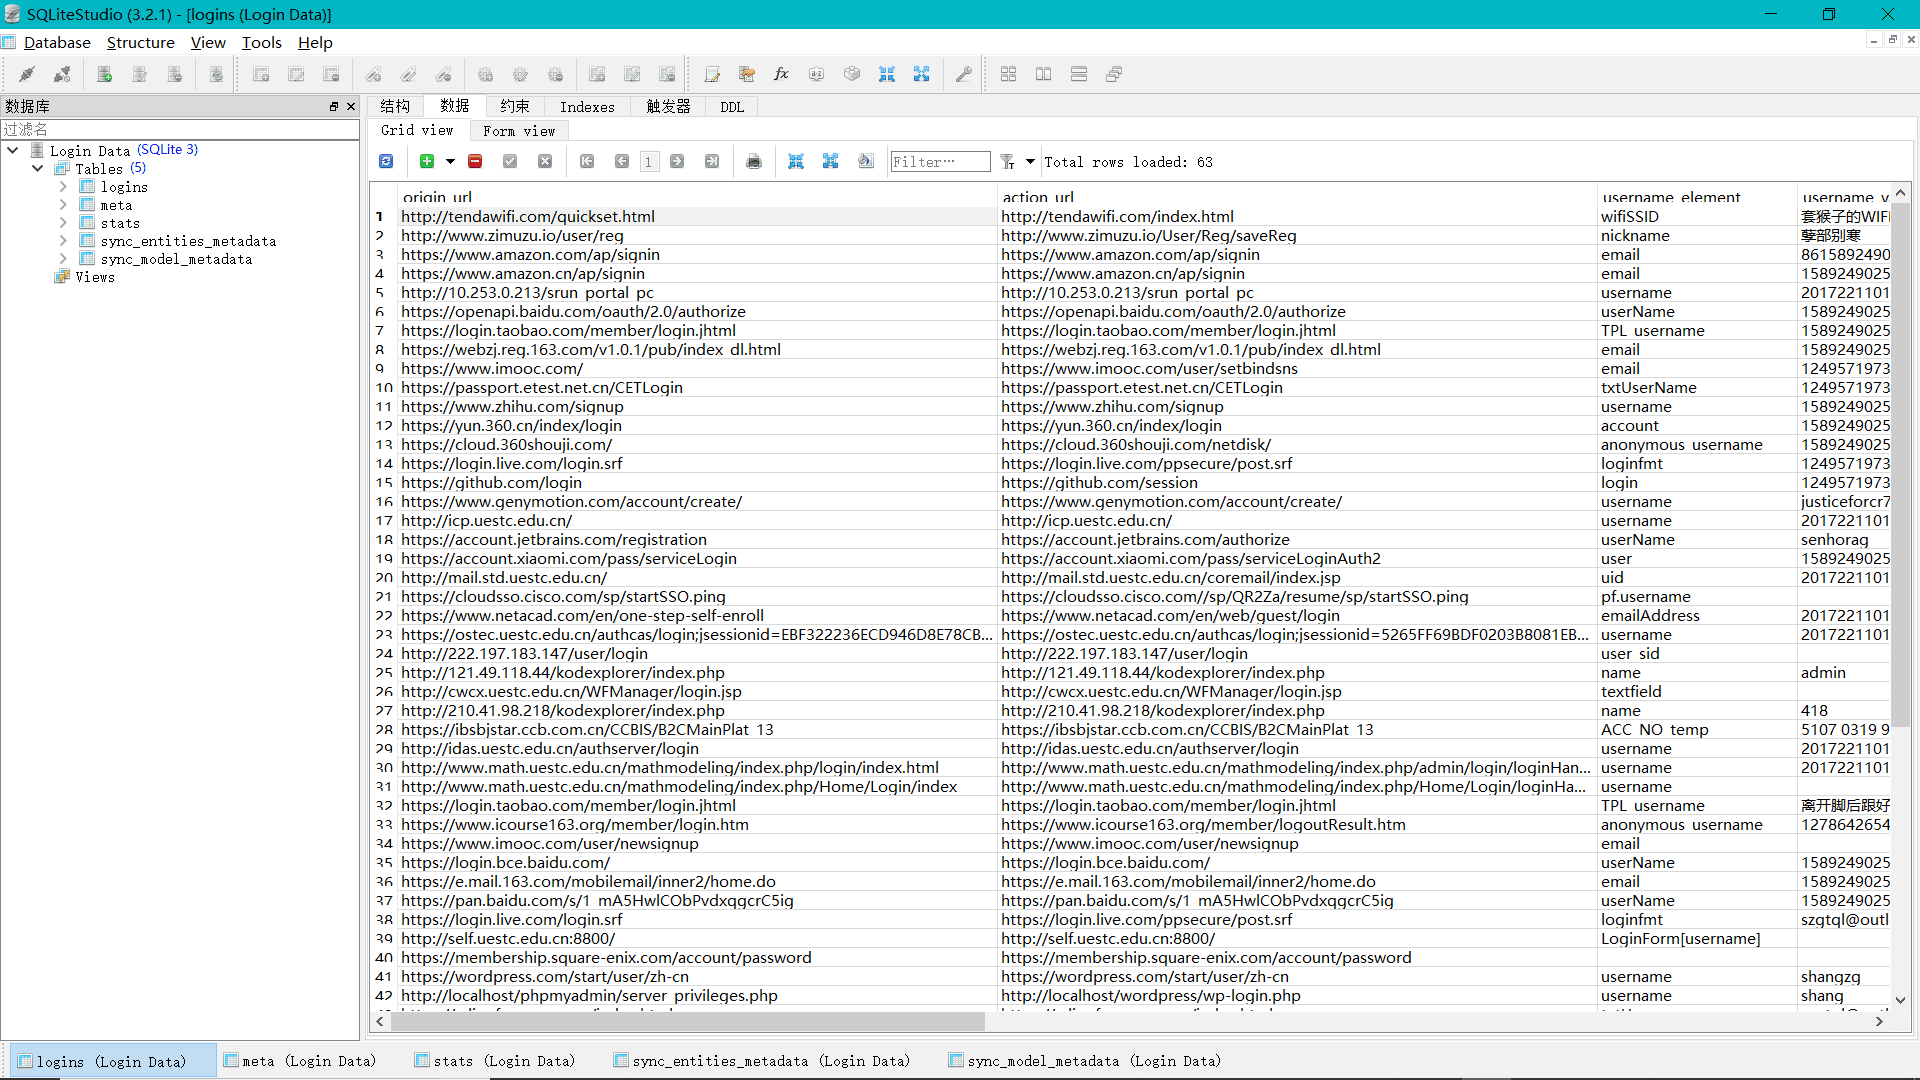 SQLiteStudio (3.2.1) - [logins (Login Data)]
Database Structure View Tools Help
数据库
过滤名
Login Data (SQLite 3)
Tables (5)
logins
meta
stats
sync_entities_metadata
sync_model_metadata
Views
结构 数据 约束 Indexes 触发器 DDL
Grid view Form view
1 Filter… Total rows loaded: 63
origin_url action_url username_element username_v
1 http://tendawifi.com/quickset.html http://tendawifi.com/index.html wifiSSID 套猴子的WIFI
2 http://www.zimuzu.io/user/reg http://www.zimuzu.io/User/Reg/saveReg nickname 孽部别寒
3 https://www.amazon.com/ap/signin https://www.amazon.com/ap/signin email 8615892490
4 https://www.amazon.cn/ap/signin https://www.amazon.cn/ap/signin email 1589249025
5 http://10.253.0.213/srun_portal_pc http://10.253.0.213/srun_portal_pc username 2017221101
6 https://openapi.baidu.com/oauth/2.0/authorize https://openapi.baidu.com/oauth/2.0/authorize userName 1589249025
7 https://login.taobao.com/member/login.jhtml https://login.taobao.com/member/login.jhtml TPL_username 1589249025
8 https://webzj.reg.163.com/v1.0.1/pub/index_dl.html https://webzj.reg.163.com/v1.0.1/pub/index_dl.html email 1589249025
9 https://www.imooc.com/ https://www.imooc.com/user/setbindsns email 1249571973
10 https://passport.etest.net.cn/CETLogin https://passport.etest.net.cn/CETLogin txtUserName 1249571973
11 https://www.zhihu.com/signup https://www.zhihu.com/signup username 1589249025
12 https://yun.360.cn/index/login https://yun.360.cn/index/login account 1589249025
13 https://cloud.360shouji.com/ https://cloud.360shouji.com/netdisk/ anonymous_username 1589249025
14 https://login.live.com/login.srf https://login.live.com/ppsecure/post.srf loginfmt 1249571973
15 https://github.com/login https://github.com/session login 1249571973
16 https://www.genymotion.com/account/create/ https://www.genymotion.com/account/create/ username justiceforcr7
17 http://icp.uestc.edu.cn/ http://icp.uestc.edu.cn/ username 2017221101
18 https://account.jetbrains.com/registration https://account.jetbrains.com/authorize userName senhorag
19 https://account.xiaomi.com/pass/serviceLogin https://account.xiaomi.com/pass/serviceLoginAuth2 user 1589249025
20 http://mail.std.uestc.edu.cn/ http://mail.std.uestc.edu.cn/coremail/index.jsp uid 2017221101
21 https://cloudsso.cisco.com/sp/startSSO.ping https://cloudsso.cisco.com//sp/QR2Za/resume/sp/startSSO.ping pf.username
22 https://www.netacad.com/en/one-step-self-enroll https://www.netacad.com/en/web/guest/login emailAddress 2017221101
23 https://ostec.uestc.edu.cn/authcas/login;jsessionid=EBF322236ECD946D8E78CB... https://ostec.uestc.edu.cn/authcas/login;jsessionid=5265FF69BDF0203B8081EB... username 2017221101
24 http://222.197.183.147/user/login http://222.197.183.147/user/login user_sid
25 http://121.49.118.44/kodexplorer/index.php http://121.49.118.44/kodexplorer/index.php name admin
26 http://cwcx.uestc.edu.cn/WFManager/login.jsp http://cwcx.uestc.edu.cn/WFManager/login.jsp textfield
27 http://210.41.98.218/kodexplorer/index.php http://210.41.98.218/kodexplorer/index.php name 418
28 https://ibsbjstar.ccb.com.cn/CCBIS/B2CMainPlat_13 https://ibsbjstar.ccb.com.cn/CCBIS/B2CMainPlat_13 ACC_NO_temp 5107 0319 9
29 http://idas.uestc.edu.cn/authserver/login http://idas.uestc.edu.cn/authserver/login username 2017221101
30 http://www.math.uestc.edu.cn/mathmodeling/index.php/login/index.html http://www.math.uestc.edu.cn/mathmodeling/index.php/admin/login/loginHan... username 2017221101
31 http://www.math.uestc.edu.cn/mathmodeling/index.php/Home/Login/index http://www.math.uestc.edu.cn/mathmodeling/index.php/Home/Login/loginHa... username
32 https://login.taobao.com/member/login.jhtml https://login.taobao.com/member/login.jhtml TPL_username 离开脚后跟好
33 https://www.icourse163.org/member/login.htm https://www.icourse163.org/member/logoutResult.htm anonymous_username 1278642654
34 https://www.imooc.com/user/newsignup https://www.imooc.com/user/newsignup email
35 https://login.bce.baidu.com/ https://login.bce.baidu.com/ userName 1589249025
36 https://e.mail.163.com/mobilemail/inner2/home.do https://e.mail.163.com/mobilemail/inner2/home.do email 1589249025
37 https://pan.baidu.com/s/1_mA5HwlCObPvdxqgcrC5ig https://pan.baidu.com/s/1_mA5HwlCObPvdxqgcrC5ig userName 1589249025
38 https://login.live.com/login.srf https://login.live.com/ppsecure/post.srf loginfmt szgtql@outl
39 http://self.uestc.edu.cn:8800/ http://self.uestc.edu.cn:8800/ LoginForm[username]
40 https://membership.square-enix.com/account/password https://membership.square-enix.com/account/password
41 https://wordpress.com/start/user/zh-cn https://wordpress.com/start/user/zh-cn username shangzg
42 http://localhost/phpmyadmin/server_privileges.php http://localhost/wordpress/wp-login.php username shang
logins (Login Data) meta (Login Data) stats (Login Data) sync_entities_metadata (Login Data) sync_model_metadata (Login Data)